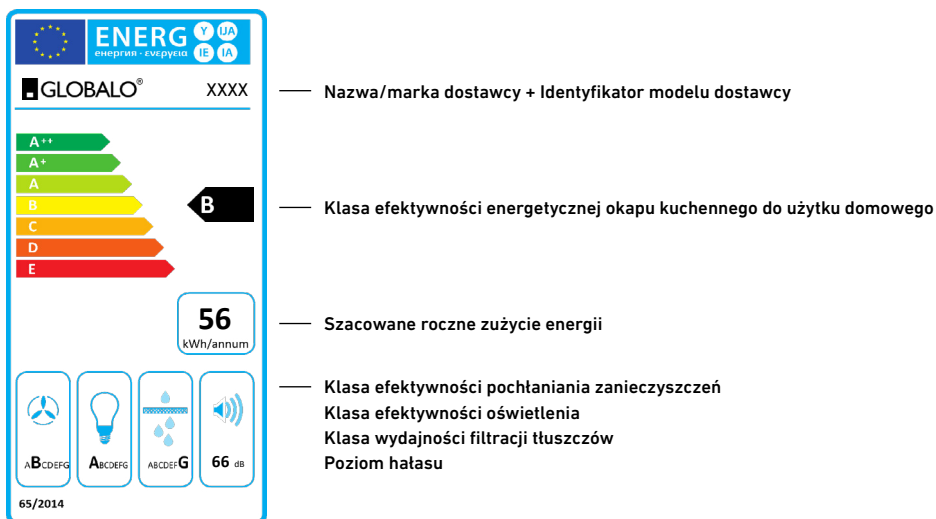 ENERG Y IJA
енергия · ενεργεια IE IA
GLOBALO® XXXX
Nazwa/marka dostawcy + Identyfikator modelu dostawcy
A++
A+
A
B
C
D
E
B
Klasa efektywności energetycznej okapu kuchennego do użytku domowego
56
kWh/annum
Szacowane roczne zużycie energii
ABCDEFG
ABCDEFG
ABCDEFG
66 dB
Klasa efektywności pochłaniania zanieczyszczeń
Klasa efektywności oświetlenia
Klasa wydajności filtracji tłuszczów
Poziom hałasu
65/2014